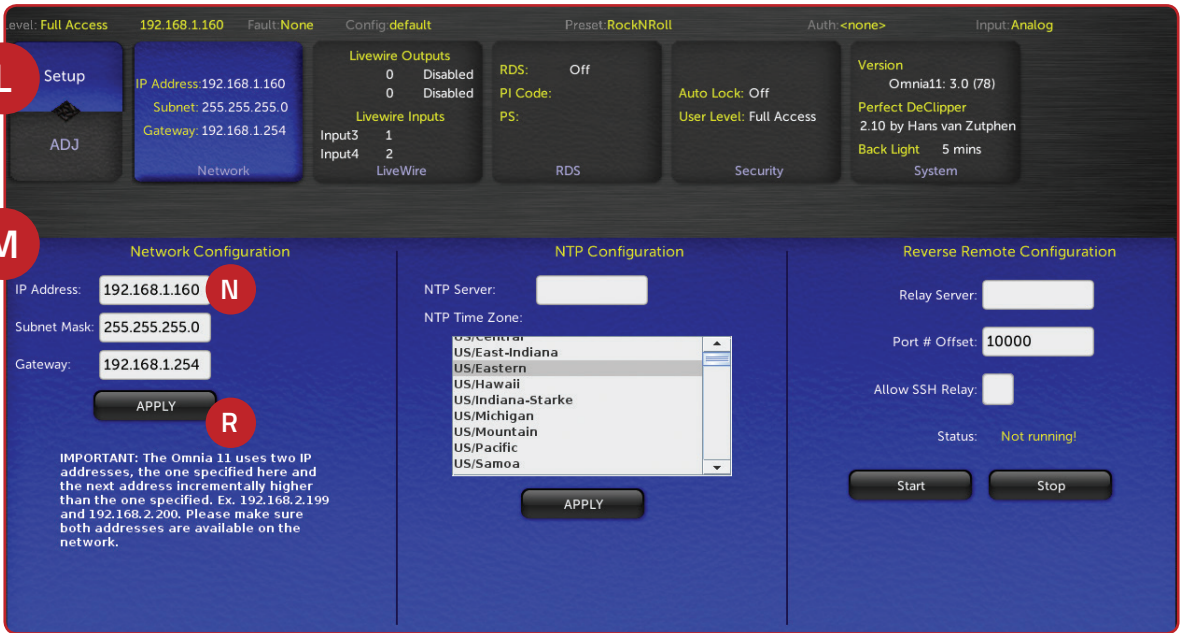 Level: Full Access 192.168.1.160 Fault:None Config:default Preset:RockNRoll Auth:<none> Input:Analog
L
Setup
ADJ
IP Address:192.168.1.160
Subnet: 255.255.255.0
Gateway: 192.168.1.254
Network
Livewire Outputs
0 Disabled
0 Disabled
Livewire Inputs
Input3 1
Input4 2
LiveWire
RDS: Off
PI Code:
PS:
RDS
Auto Lock: Off
User Level: Full Access
Security
Version
Omnia11: 3.0 (78)
Perfect DeClipper
2.10 by Hans van Zutphen
Back Light 5 mins
System
M
Network Configuration
IP Address: 192.168.1.160
N
Subnet Mask: 255.255.255.0
Gateway: 192.168.1.254
APPLY
R
IMPORTANT: The Omnia 11 uses two IP
addresses, the one specified here and
the next address incrementally higher
than the one specified. Ex. 192.168.2.199
and 192.168.2.200. Please make sure
both addresses are available on the
network.
NTP Configuration
NTP Server:
NTP Time Zone:
US/Central
US/East-Indiana
US/Eastern
US/Hawaii
US/Indiana-Starke
US/Michigan
US/Mountain
US/Pacific
US/Samoa
APPLY
Reverse Remote Configuration
Relay Server:
Port # Offset: 10000
Allow SSH Relay:
Status: Not running!
Start Stop